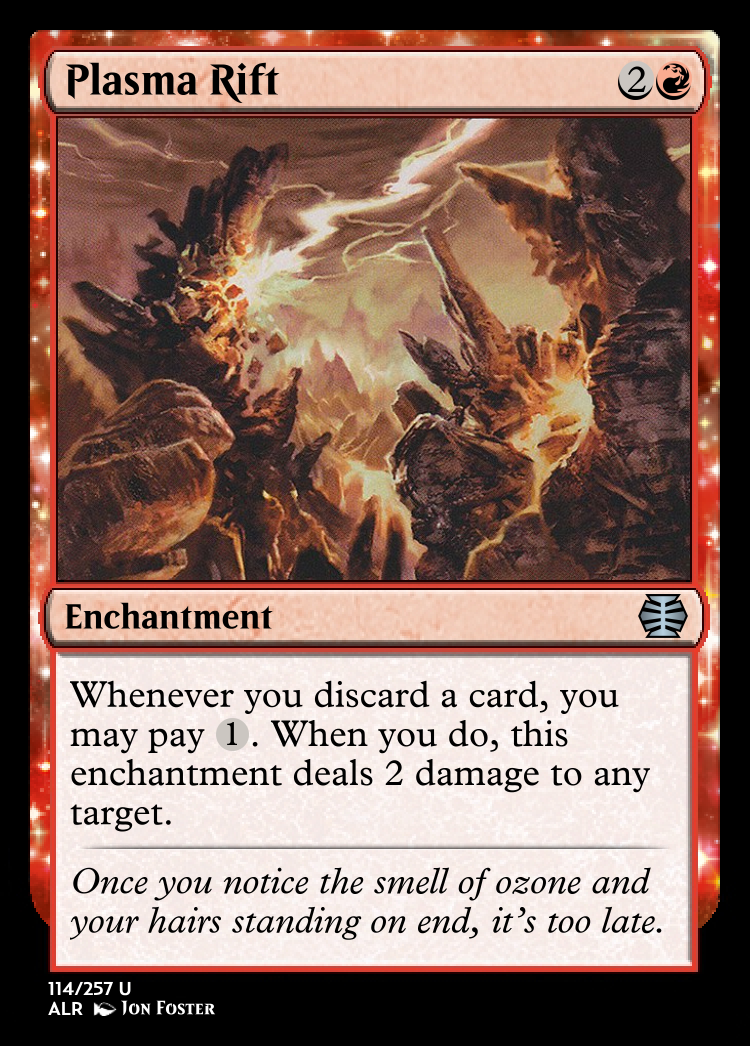 Plasma Rift 2
Enchantment
Whenever you discard a card, you
may pay 1. When you do, this
enchantment deals 2 damage to any
target.
Once you notice the smell of ozone and
your hairs standing on end, it's too late.
114/257 U
ALR Jon Foster